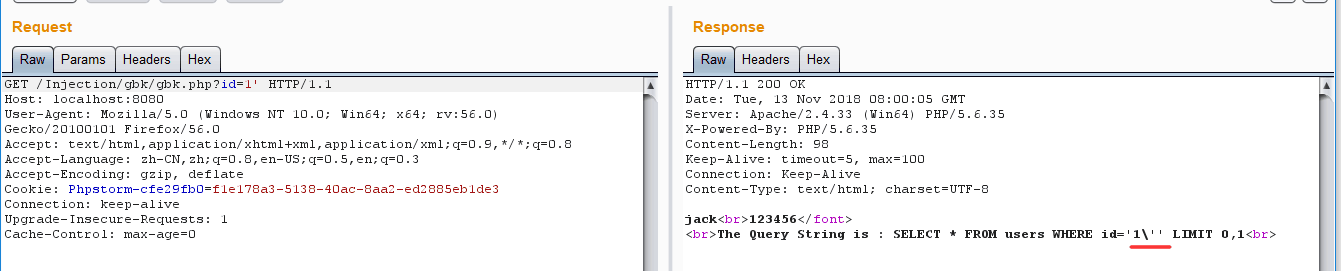 Request
Raw Params Headers Hex
GET /Injection/gbk/gbk.php?id=1' HTTP/1.1
Host: localhost:8080
User-Agent: Mozilla/5.0 (Windows NT 10.0; Win64; x64; rv:56.0)
Gecko/20100101 Firefox/56.0
Accept: text/html,application/xhtml+xml,application/xml;q=0.9,*/*;q=0.8
Accept-Language: zh-CN,zh;q=0.8,en-US;q=0.5,en;q=0.3
Accept-Encoding: gzip, deflate
Cookie: Phpstorm-cfe29fb0=f1e178a3-5138-40ac-8aa2-ed2885eb1de3
Connection: keep-alive
Upgrade-Insecure-Requests: 1
Cache-Control: max-age=0
Response
Raw Headers Hex
HTTP/1.1 200 OK
Date: Tue, 13 Nov 2018 08:00:05 GMT
Server: Apache/2.4.33 (Win64) PHP/5.6.35
X-Powered-By: PHP/5.6.35
Content-Length: 98
Keep-Alive: timeout=5, max=100
Connection: Keep-Alive
Content-Type: text/html; charset=UTF-8
jack<br>123456</font>
<br>The Query String is : SELECT * FROM users WHERE id='1\'' LIMIT 0,1<br>